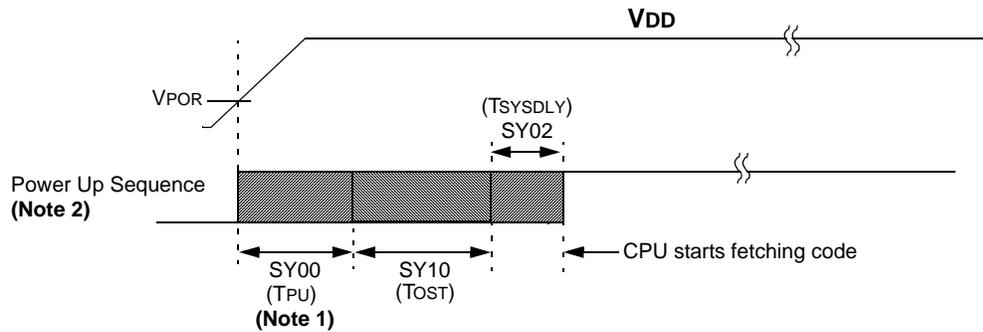 VDD
VPOR
(TSYSDLY)
SY02
Power Up Sequence
(Note 2)
CPU starts fetching code
SY00
(TPU)
(Note 1)
SY10
(TOST)